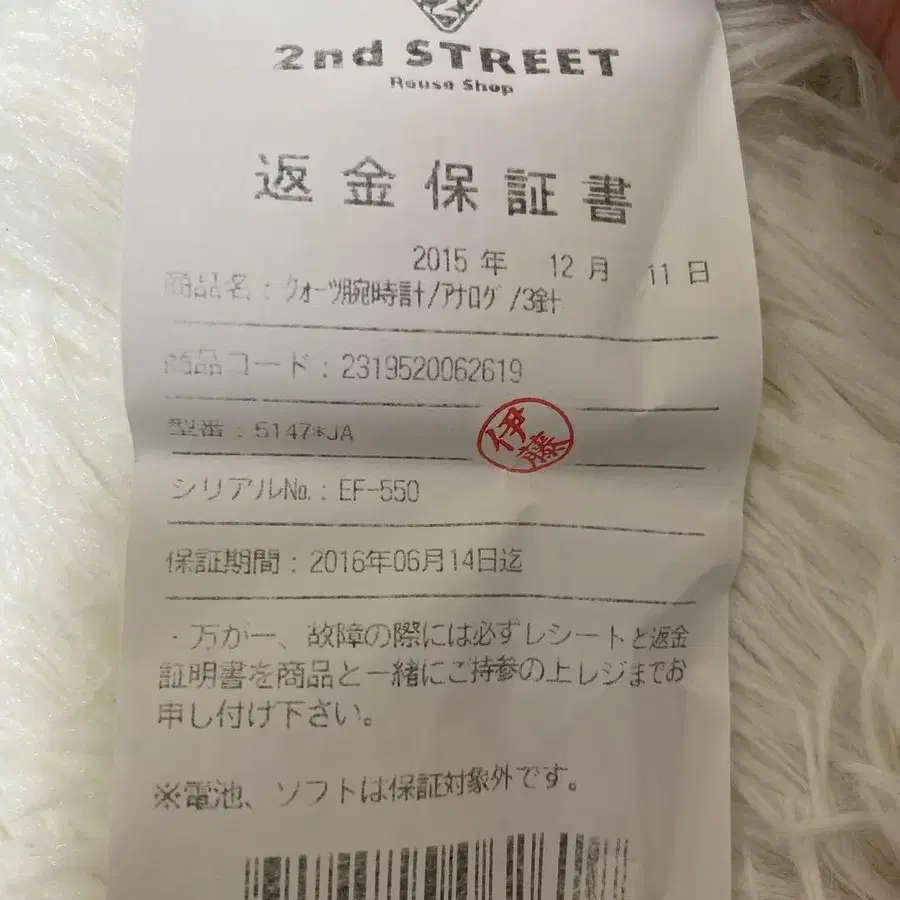 2nd STREET
Reuse Shop
返金保証書
2015 年 12 月 11 日
商品名：クォーツ腕時計/アナログ/3針
商品コード：2319520062619
型番：5147*JA
伊藤
シリアルNo.：EF-550
保証期間：2016年06月14日迄
・万が一、故障の際には必ずレシートと返金
証明書を商品と一緒にご持参の上レジまでお
申し付け下さい。
※電池、ソフトは保証対象外です。